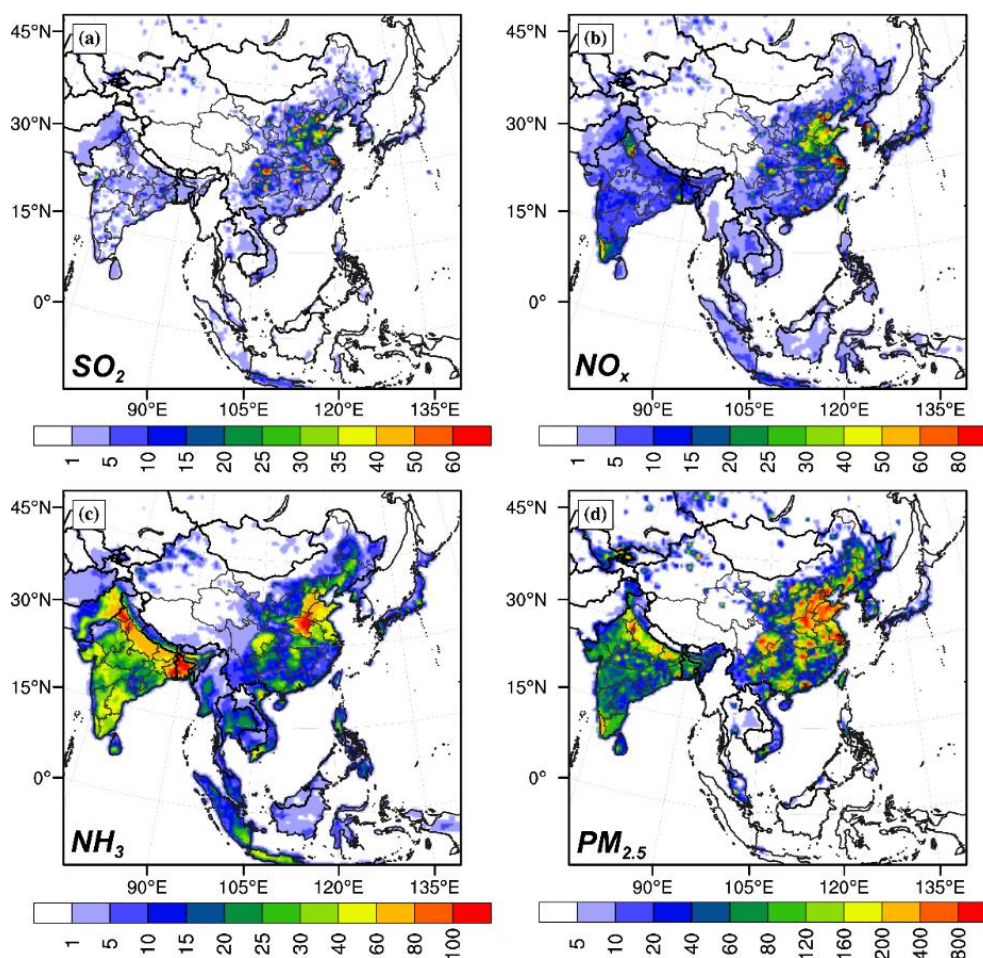 (a)
45°N
30°N
15°N
0°
SO2
90°E 105°E 120°E 135°E
1 5 10 15 20 25 30 35 40 50 60
(b)
45°N
30°N
15°N
0°
NOx
90°E 105°E 120°E 135°E
1 5 10 15 20 25 30 40 50 60 80
(c)
45°N
30°N
15°N
0°
NH3
90°E 105°E 120°E 135°E
1 5 10 15 20 25 30 40 60 80 100
(d)
45°N
30°N
15°N
0°
PM2.5
90°E 105°E 120°E 135°E
5 10 20 40 60 80 120 160 200 400 800